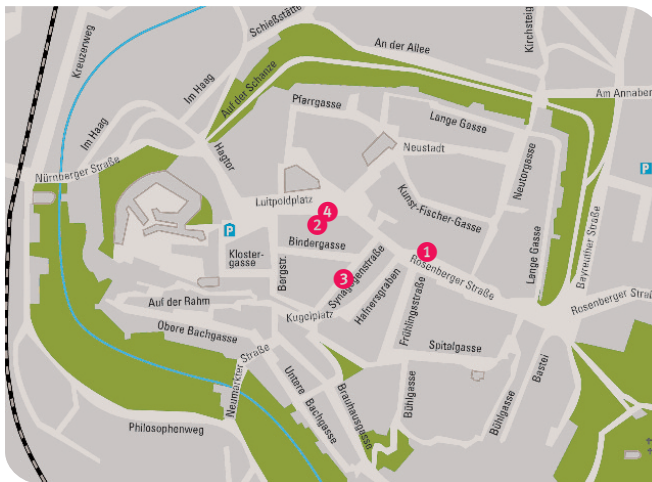 Kreuzerweg
Schießstätte
An der Allee
Kirchsteig
Im Haag
Auf der Schanze
Am Annaber
Pfarrgasse
Lange Gasse
Im Haag
Hagtor
Neustadt
Neutorgasse
Nürnberger Straße
P
Luitpoldplatz
4
2
Kunst-Fischer-Gasse
P
Bindergasse
1
Kloster-
gasse
Bergstr.
3
Synagogenstraße
Rosenberger Straße
Lange Gasse
Bayreuther Straße
Auf der Rahm
Hafnersgraben
Frühlingsstraße
Rosenberger Straß
Kugelplatz
Obere Bachgasse
Spitalgasse
Bastei
Neumarkter Straße
Untere
Bachgasse
Brauhausgasse
Bühlgasse
Bühlgasse
Philosophenweg